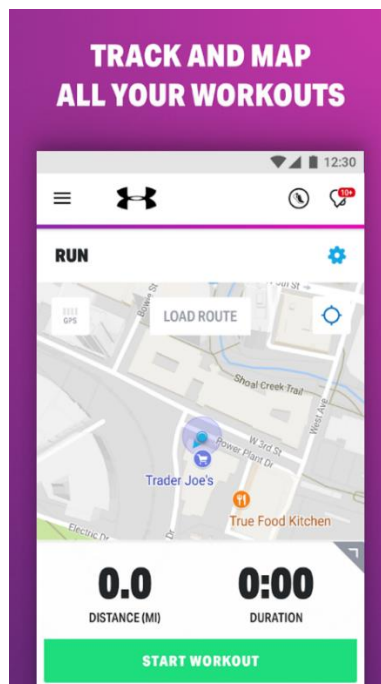 TRACK AND MAP
ALL YOUR WORKOUTS
12:30
10+
RUN
GPS
LOAD ROUTE
Bowie St
Shoal Creek Trail
West Ave
W 3rd St
Power Plant Dr
Trader Joe's
True Food Kitchen
Electric Dr
0.0
0:00
DISTANCE (MI)
DURATION
START WORKOUT